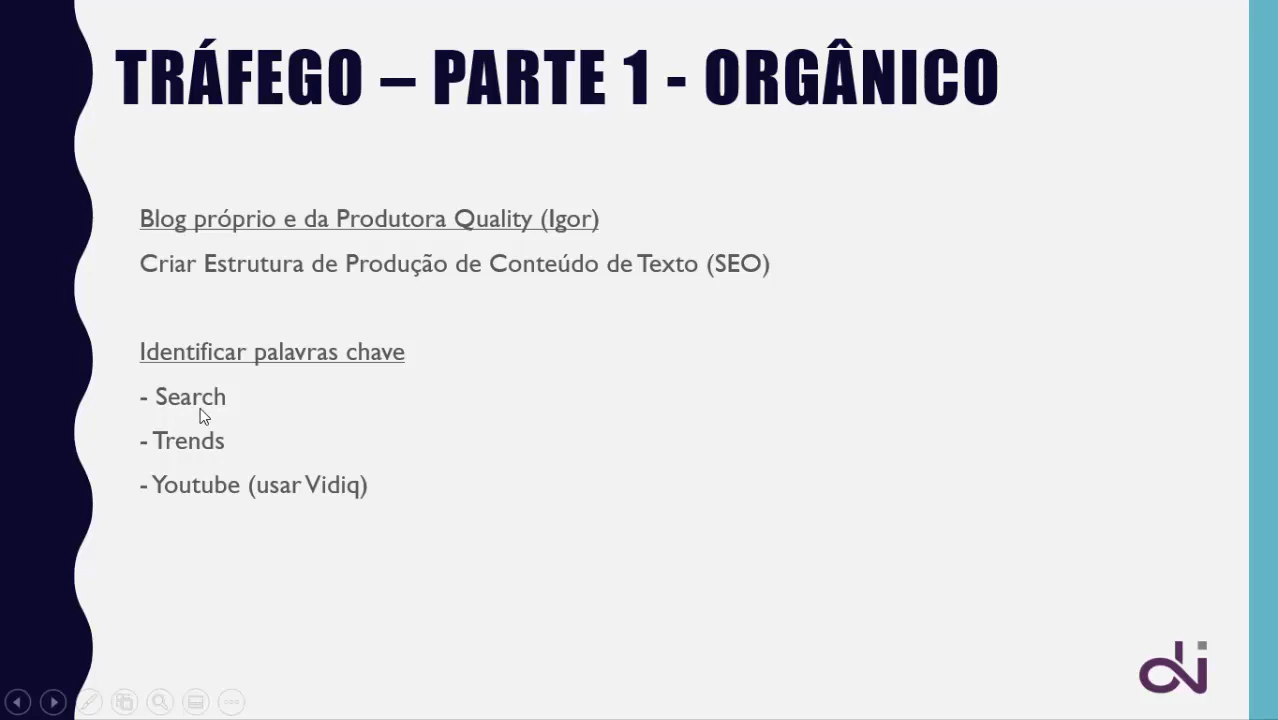 TRÁFEGO – PARTE 1 - ORGÂNICO
Blog próprio e da Produtora Quality (Igor)
Criar Estrutura de Produção de Conteúdo de Texto (SEO)
Identificar palavras chave
- Search
- Trends
- Youtube (usar Vidiq)